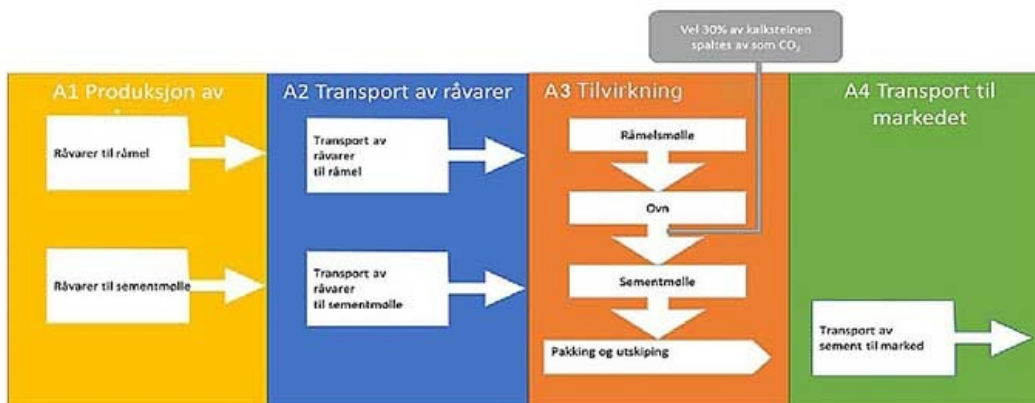 Vel 30% av kalksteinen
spaltes av som CO₂
A1 Produksjon av
Råvarer til råmel
Råvarer til sementmølle
A2 Transport av råvarer
Transport av
råvarer
til råmel
Transport av
råvarer
til sementmølle
A3 Tilvirkning
Råmelsmølle
Ovn
Sementmølle
Pakking og utskiping
A4 Transport til
markedet
Transport av
sement til marked